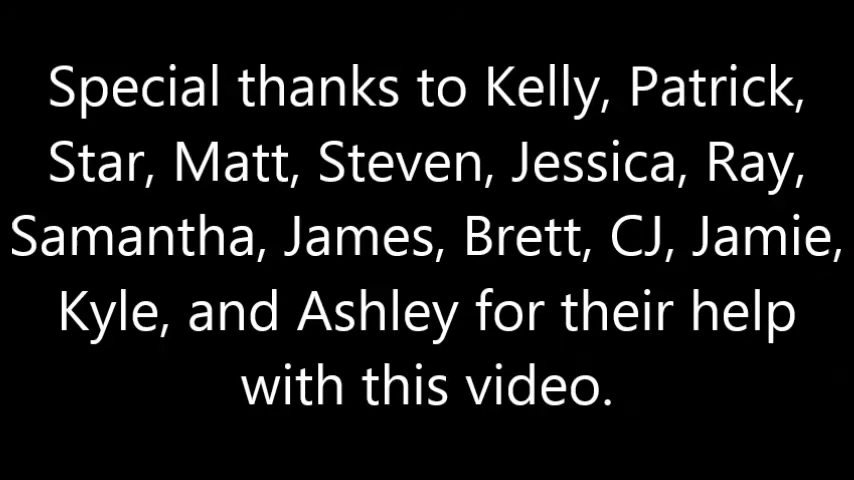 Special thanks to Kelly, Patrick,
Star, Matt, Steven, Jessica, Ray,
Samantha, James, Brett, CJ, Jamie,
Kyle, and Ashley for their help
with this video.